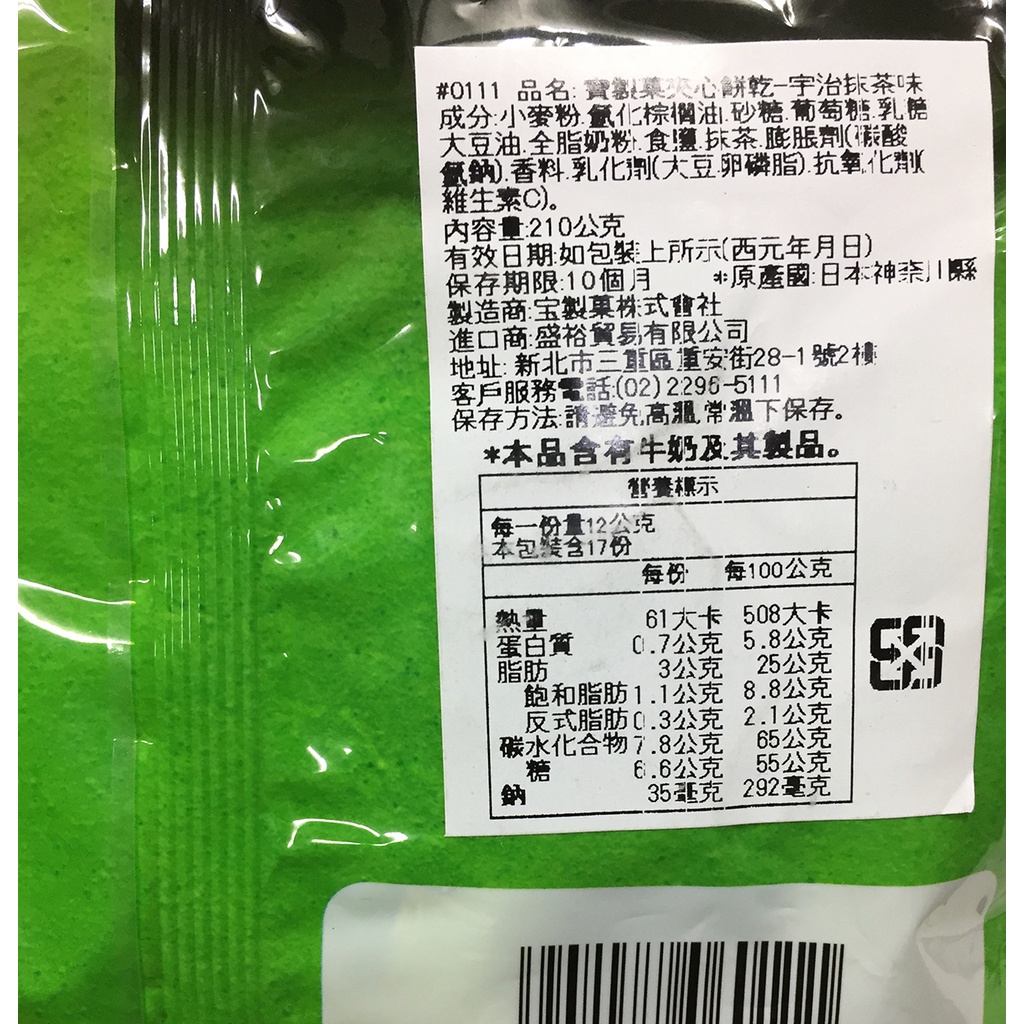 #0111 品名:寶製菓夾心餅乾-宇治抹茶味
成分:小麥粉.氫化棕櫚油.砂糖.葡萄糖.乳糖
大豆油.全脂奶粉.食鹽.抹茶.膨脹劑(碳酸
氫鈉).香料.乳化劑(大豆卵磷脂).抗氧化劑(
維生素C)。
內容量:210公克
有效日期:如包裝上所示(西元年月日)
保存期限:10個月 *原產國:日本神奈川縣
製造商:宝製菓株式會社
進口商:盛裕貿易有限公司
地址:新北市三重區重安街28-1號2樓
客戶服務電話:(02)2296-5111
保存方法:請避免高溫,常溫下保存。
*本品含有牛奶及其製品。
營養標示
每一份量12公克
本包裝含17份
每份 每100公克
熱量 61大卡 508大卡
蛋白質 0.7公克 5.8公克
脂肪 3公克 25公克
飽和脂肪 1.1公克 8.8公克
反式脂肪 0.3公克 2.1公克
碳水化合物 7.8公克 65公克
糖 6.6公克 55公克
鈉 35毫克 292毫克